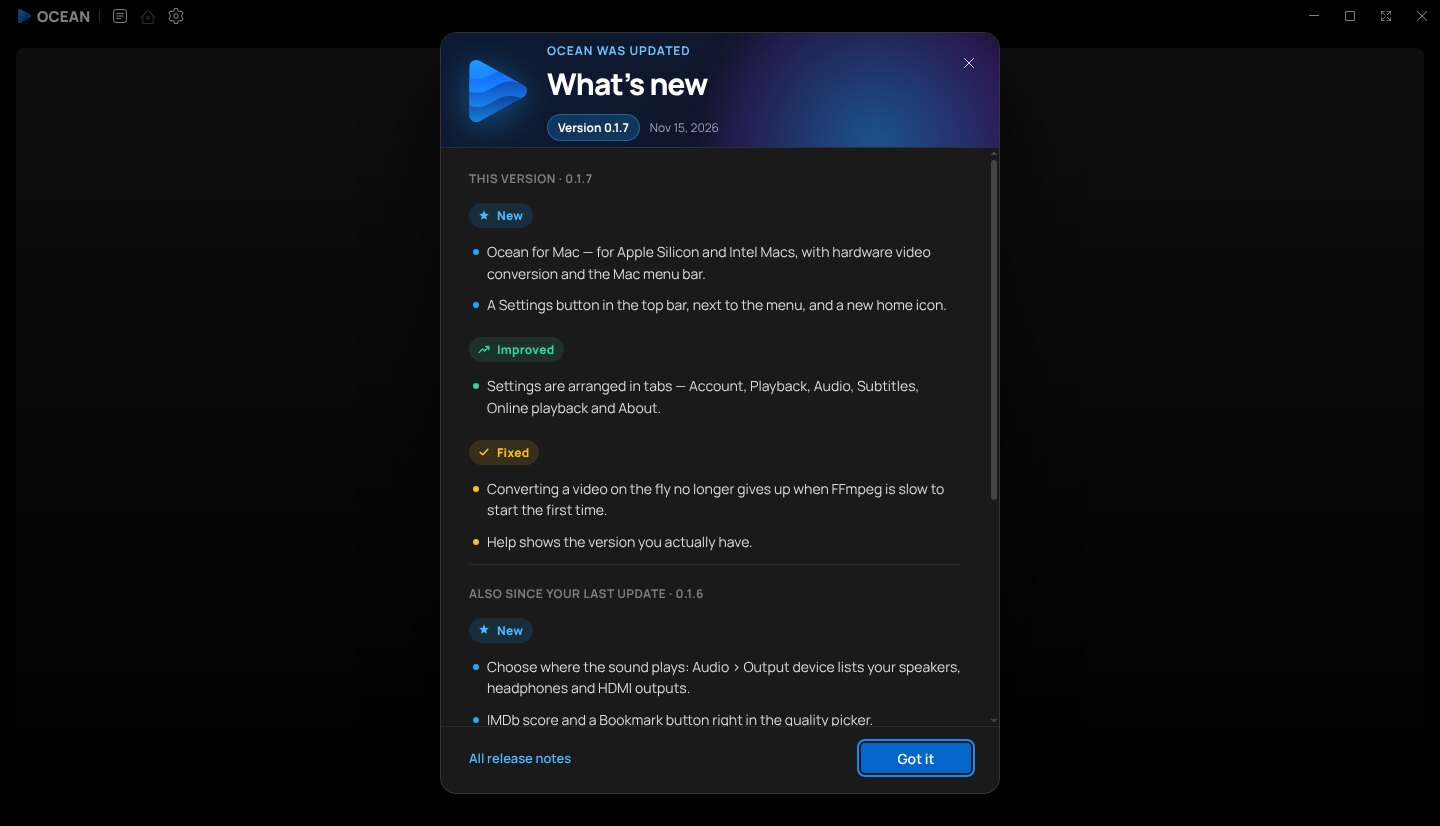 OCEAN
OCEAN WAS UPDATED
What's new
Version 0.1.7 Nov 15, 2026
THIS VERSION · 0.1.7
New
Ocean for Mac — for Apple Silicon and Intel Macs, with hardware video
conversion and the Mac menu bar.
A Settings button in the top bar, next to the menu, and a new home icon.
Improved
Settings are arranged in tabs — Account, Playback, Audio, Subtitles,
Online playback and About.
Fixed
Converting a video on the fly no longer gives up when FFmpeg is slow to
start the first time.
Help shows the version you actually have.
ALSO SINCE YOUR LAST UPDATE · 0.1.6
New
Choose where the sound plays: Audio > Output device lists your speakers,
headphones and HDMI outputs.
IMDb score and a Bookmark button right in the quality picker.
All release notes
Got it